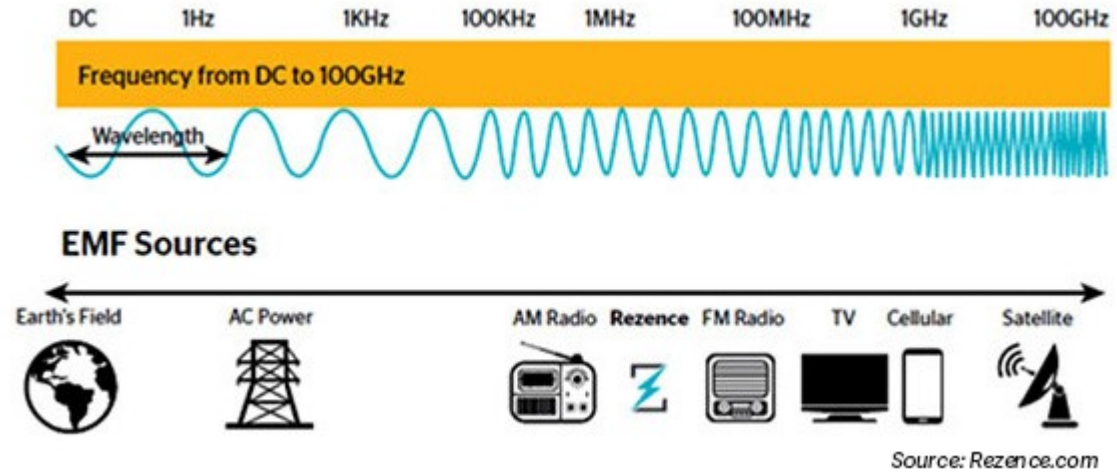 DC 1Hz 1KHz 100KHz 1MHz 100MHz 1GHz 100GHz
Frequency from DC to 100GHz
Wavelength
EMF Sources
Earth's Field AC Power AM Radio Rezence FM Radio TV Cellular Satellite
Source: Rezence.com